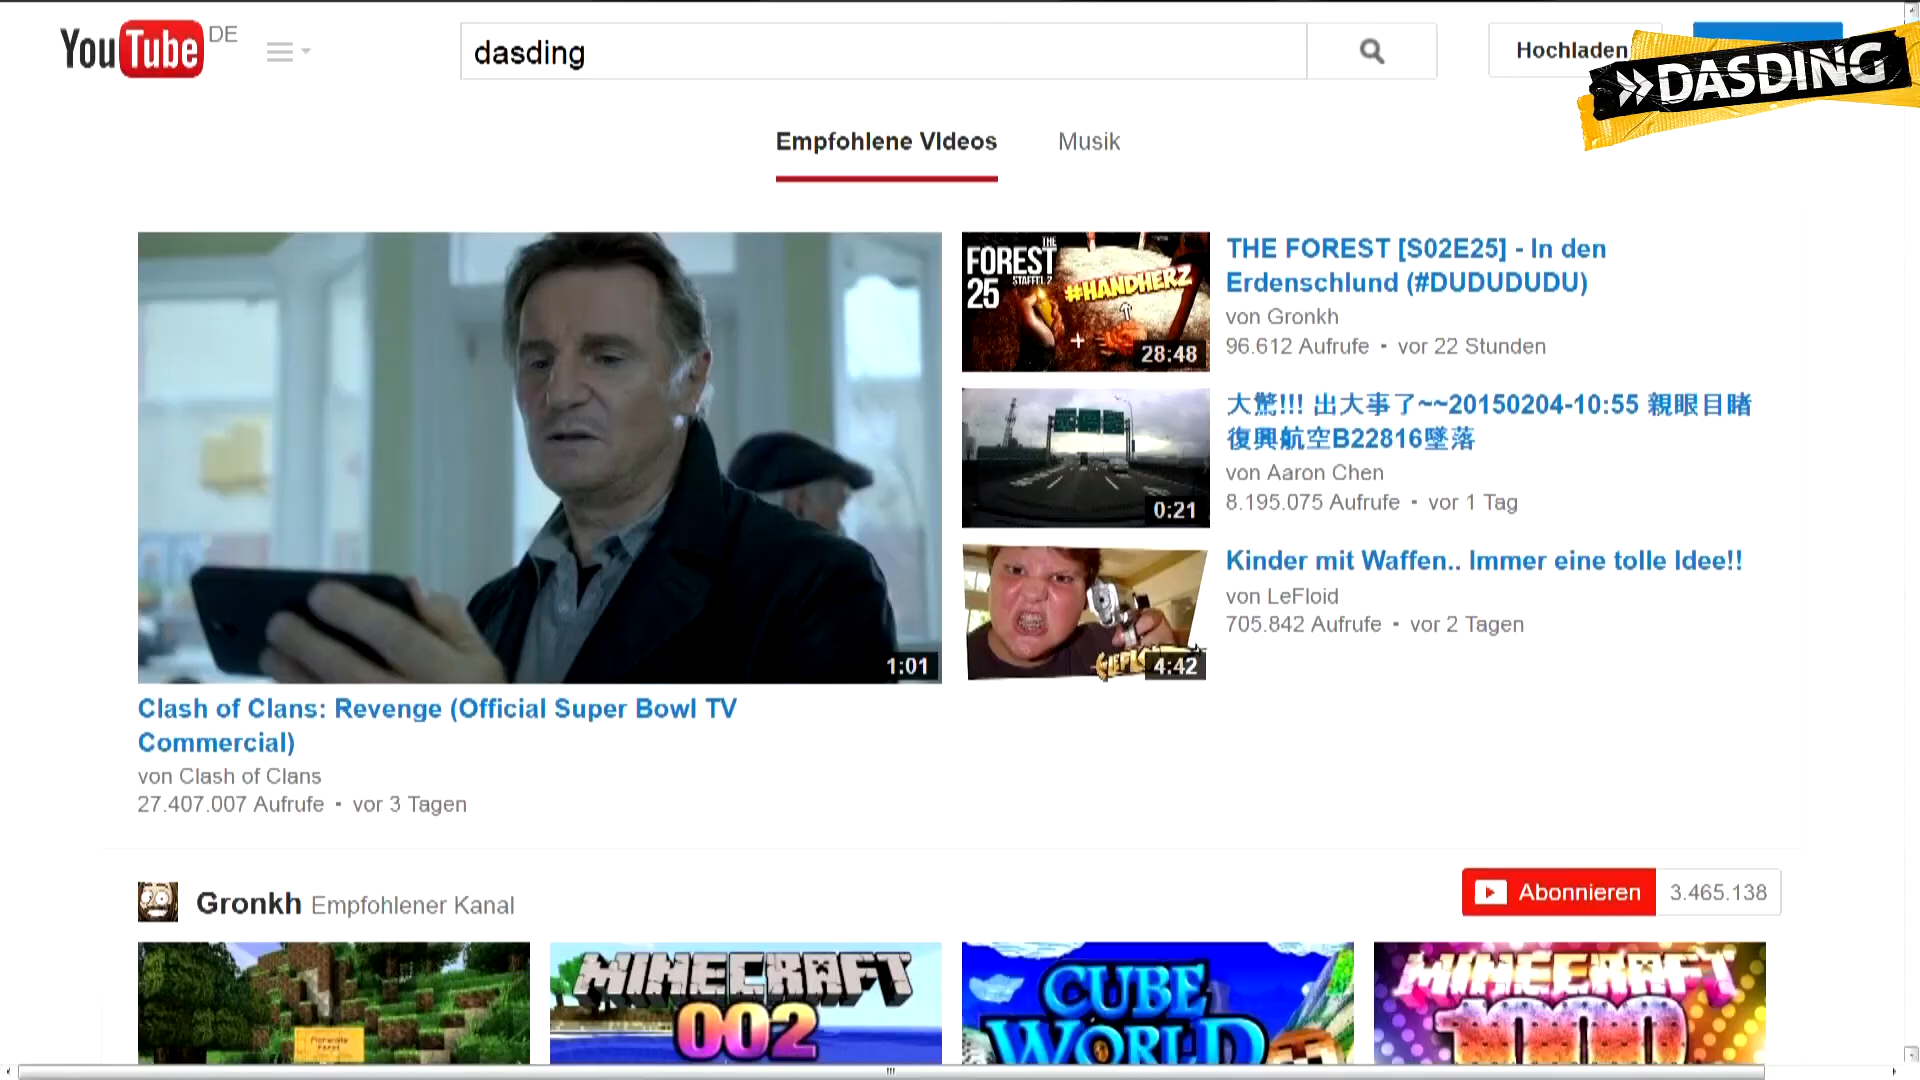 YouTube DE
dasding
Hochladen
»DASDING
Empfohlene VIdeos
Musik
1:01
Clash of Clans: Revenge (Official Super Bowl TV
Commercial)
von Clash of Clans
27.407.007 Aufrufe • vor 3 Tagen
THE
FOREST
STAFFEL 2
25
#HANDHERZ
+
28:48
THE FOREST [S02E25] - In den
Erdenschlund (#DUDUDUDU)
von Gronkh
96.612 Aufrufe • vor 22 Stunden
0:21
大驚!!! 出大事了~~20150204-10:55 親眼目睹
復興航空B22816墜落
von Aaron Chen
8.195.075 Aufrufe • vor 1 Tag
4:42
Kinder mit Waffen.. Immer eine tolle Idee!!
von LeFloid
705.842 Aufrufe • vor 2 Tagen
Gronkh Empfohlener Kanal
Abonnieren 3.465.138
MINECRAFT
002
CUBE
WORLD
MINECRAFT
1000